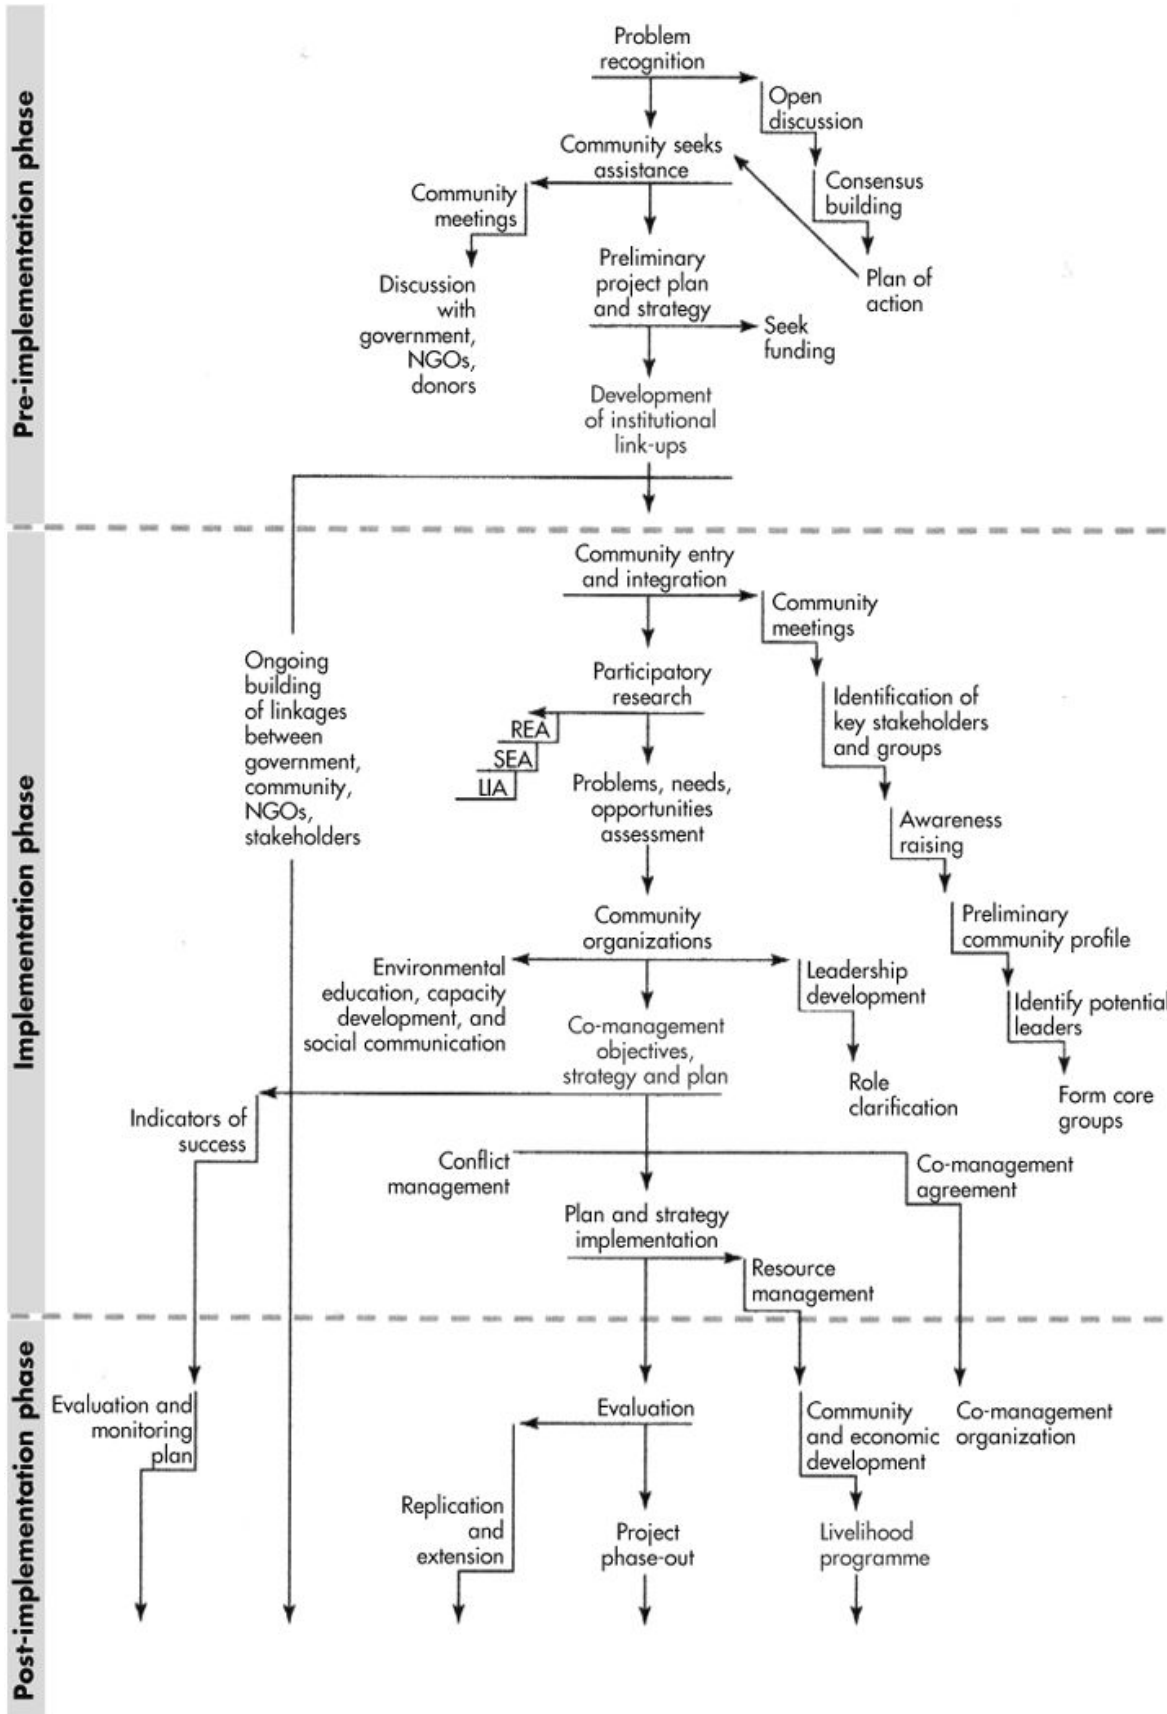 Pre-implementation phase
Problem
recognition
Open
discussion
Community seeks
assistance
Consensus
building
Community
meetings
Plan of
action
Discussion
with
government,
NGOs,
donors
Preliminary
project plan
and strategy
Seek
funding
Development
of institutional
link-ups
Implementation phase
Community entry
and integration
Community
meetings
Ongoing
building
of linkages
between
government,
community,
NGOs,
stakeholders
Participatory
research
REA
SEA
LIA
Identification of
key stakeholders
and groups
Problems, needs,
opportunities
assessment
Awareness
raising
Preliminary
community profile
Community
organizations
Environmental
education, capacity
development, and
social communication
Leadership
development
Identify potential
leaders
Role
clarification
Form core
groups
Co-management
objectives,
strategy and plan
Indicators of
success
Conflict
management
Co-management
agreement
Plan and strategy
implementation
Resource
management
Post-implementation phase
Evaluation and
monitoring
plan
Evaluation
Community
and economic
development
Co-management
organization
Replication
and
extension
Project
phase-out
Livelihood
programme